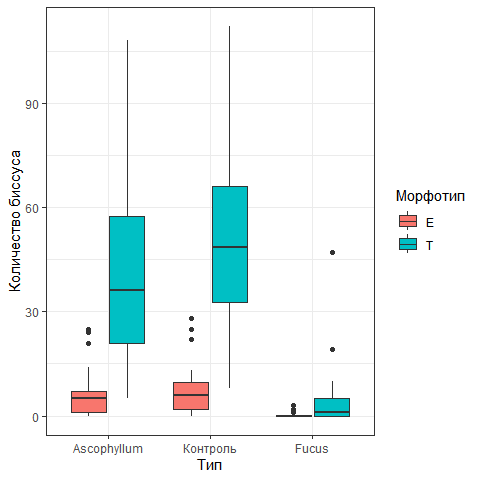 Количество биссуса
90
60
30
0
Ascophyllum Контроль Fucus
Тип
Морфотип
E
T